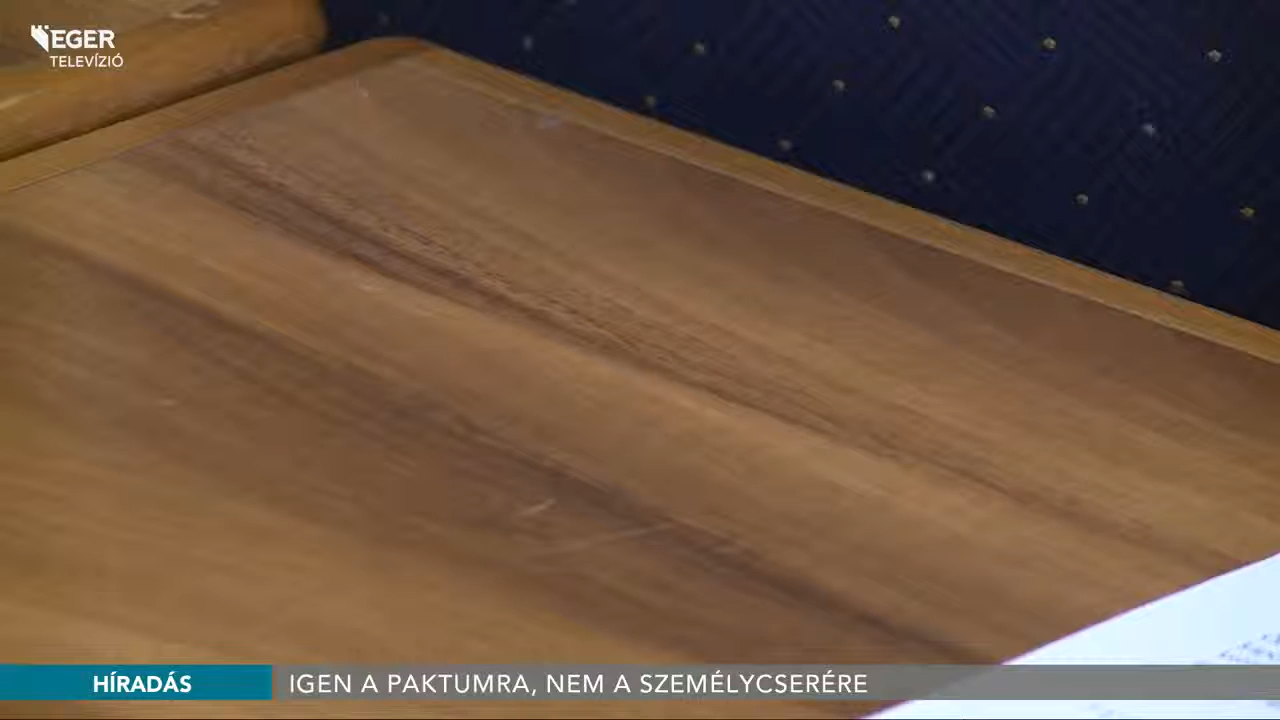 EGER
TELEVÍZIÓ
HÍRADÁS
IGEN A PAKTUMRA, NEM A SZEMÉLYCSERÉRE